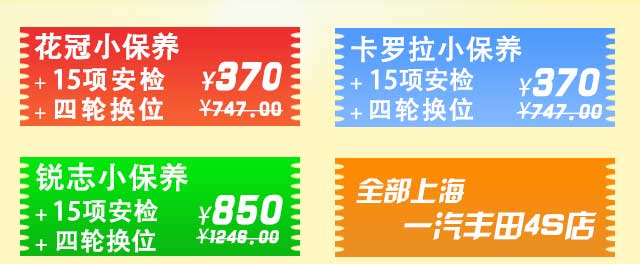 花冠小保养
+ 15项安检
+ 四轮换位
¥370
¥747.00
卡罗拉小保养
+ 15项安检
+ 四轮换位
¥370
¥747.00
锐志小保养
+ 15项安检
+ 四轮换位
¥850
¥1246.00
全部上海
一汽丰田4S店